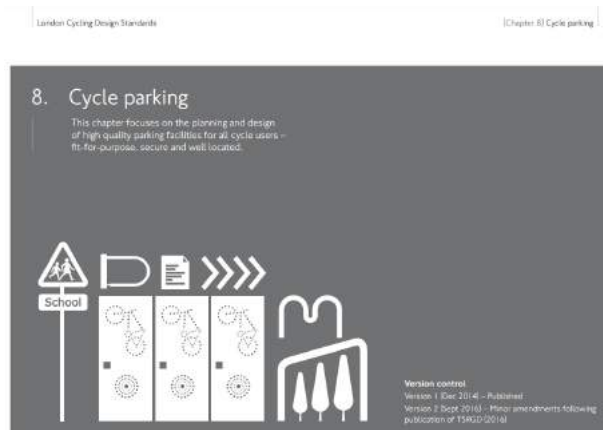 London Cycling Design Standards
[Chapter 8] Cycle parking
8. Cycle parking
This chapter focuses on the planning and design
of high quality parking facilities for all cycle users –
fit-for-purpose, secure and well located.
School
Version control
Version 1 (Dec 2014) – Published
Version 2 (Sept 2016) – Minor amendments following
publication of TSRGD (2016)